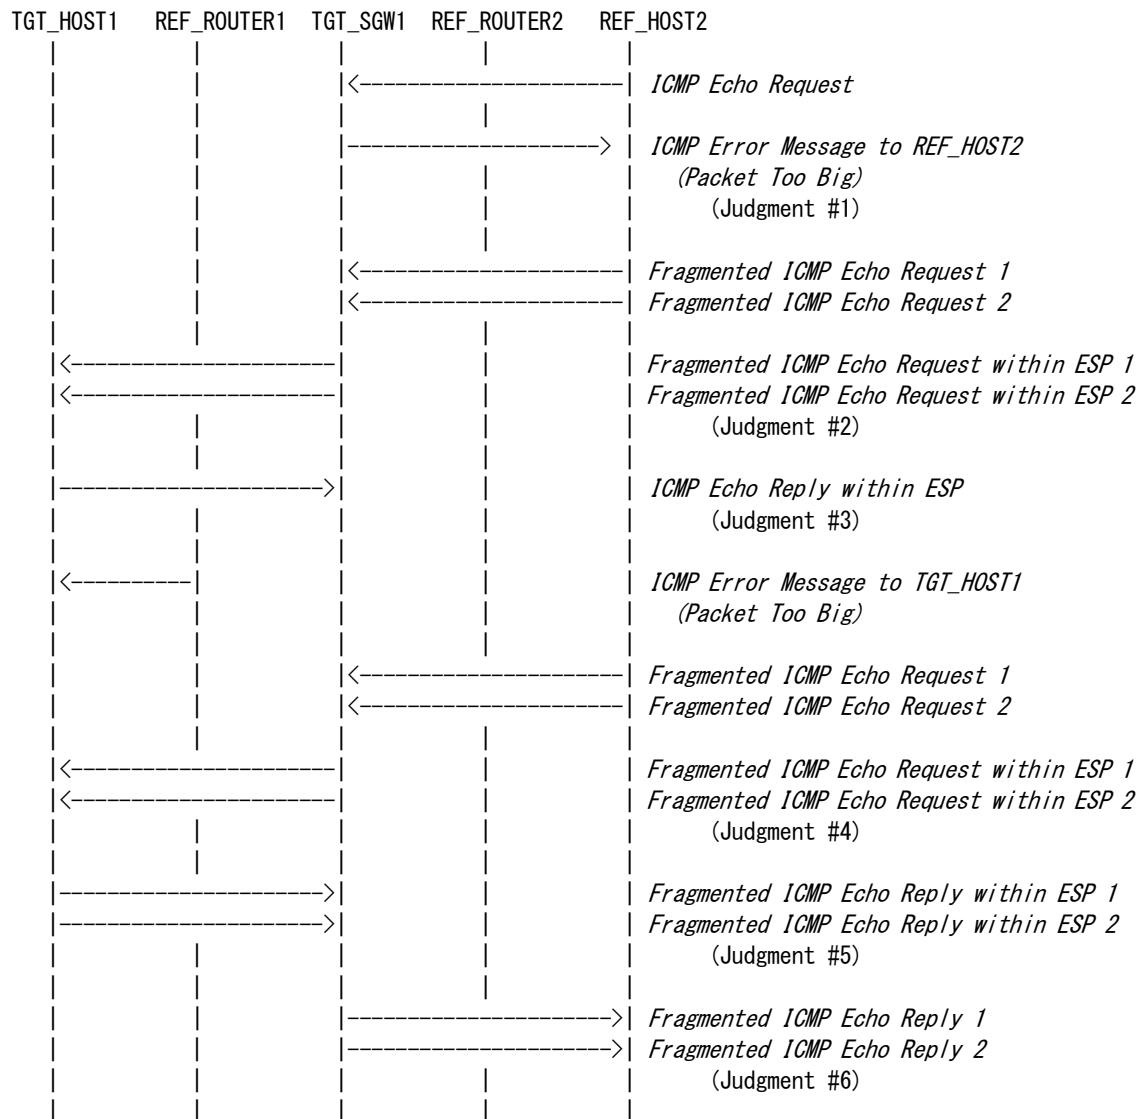 TGT_HOST1 REF_ROUTER1 TGT_SGW1 REF_ROUTER2 REF_HOST2
ICMP Echo Request
ICMP Error Message to REF_HOST2
(Packet Too Big)
(Judgment #1)
Fragmented ICMP Echo Request 1
Fragmented ICMP Echo Request 2
Fragmented ICMP Echo Request within ESP 1
Fragmented ICMP Echo Request within ESP 2
(Judgment #2)
ICMP Echo Reply within ESP
(Judgment #3)
ICMP Error Message to TGT_HOST1
(Packet Too Big)
Fragmented ICMP Echo Request 1
Fragmented ICMP Echo Request 2
Fragmented ICMP Echo Request within ESP 1
Fragmented ICMP Echo Request within ESP 2
(Judgment #4)
Fragmented ICMP Echo Reply within ESP 1
Fragmented ICMP Echo Reply within ESP 2
(Judgment #5)
Fragmented ICMP Echo Reply 1
Fragmented ICMP Echo Reply 2
(Judgment #6)